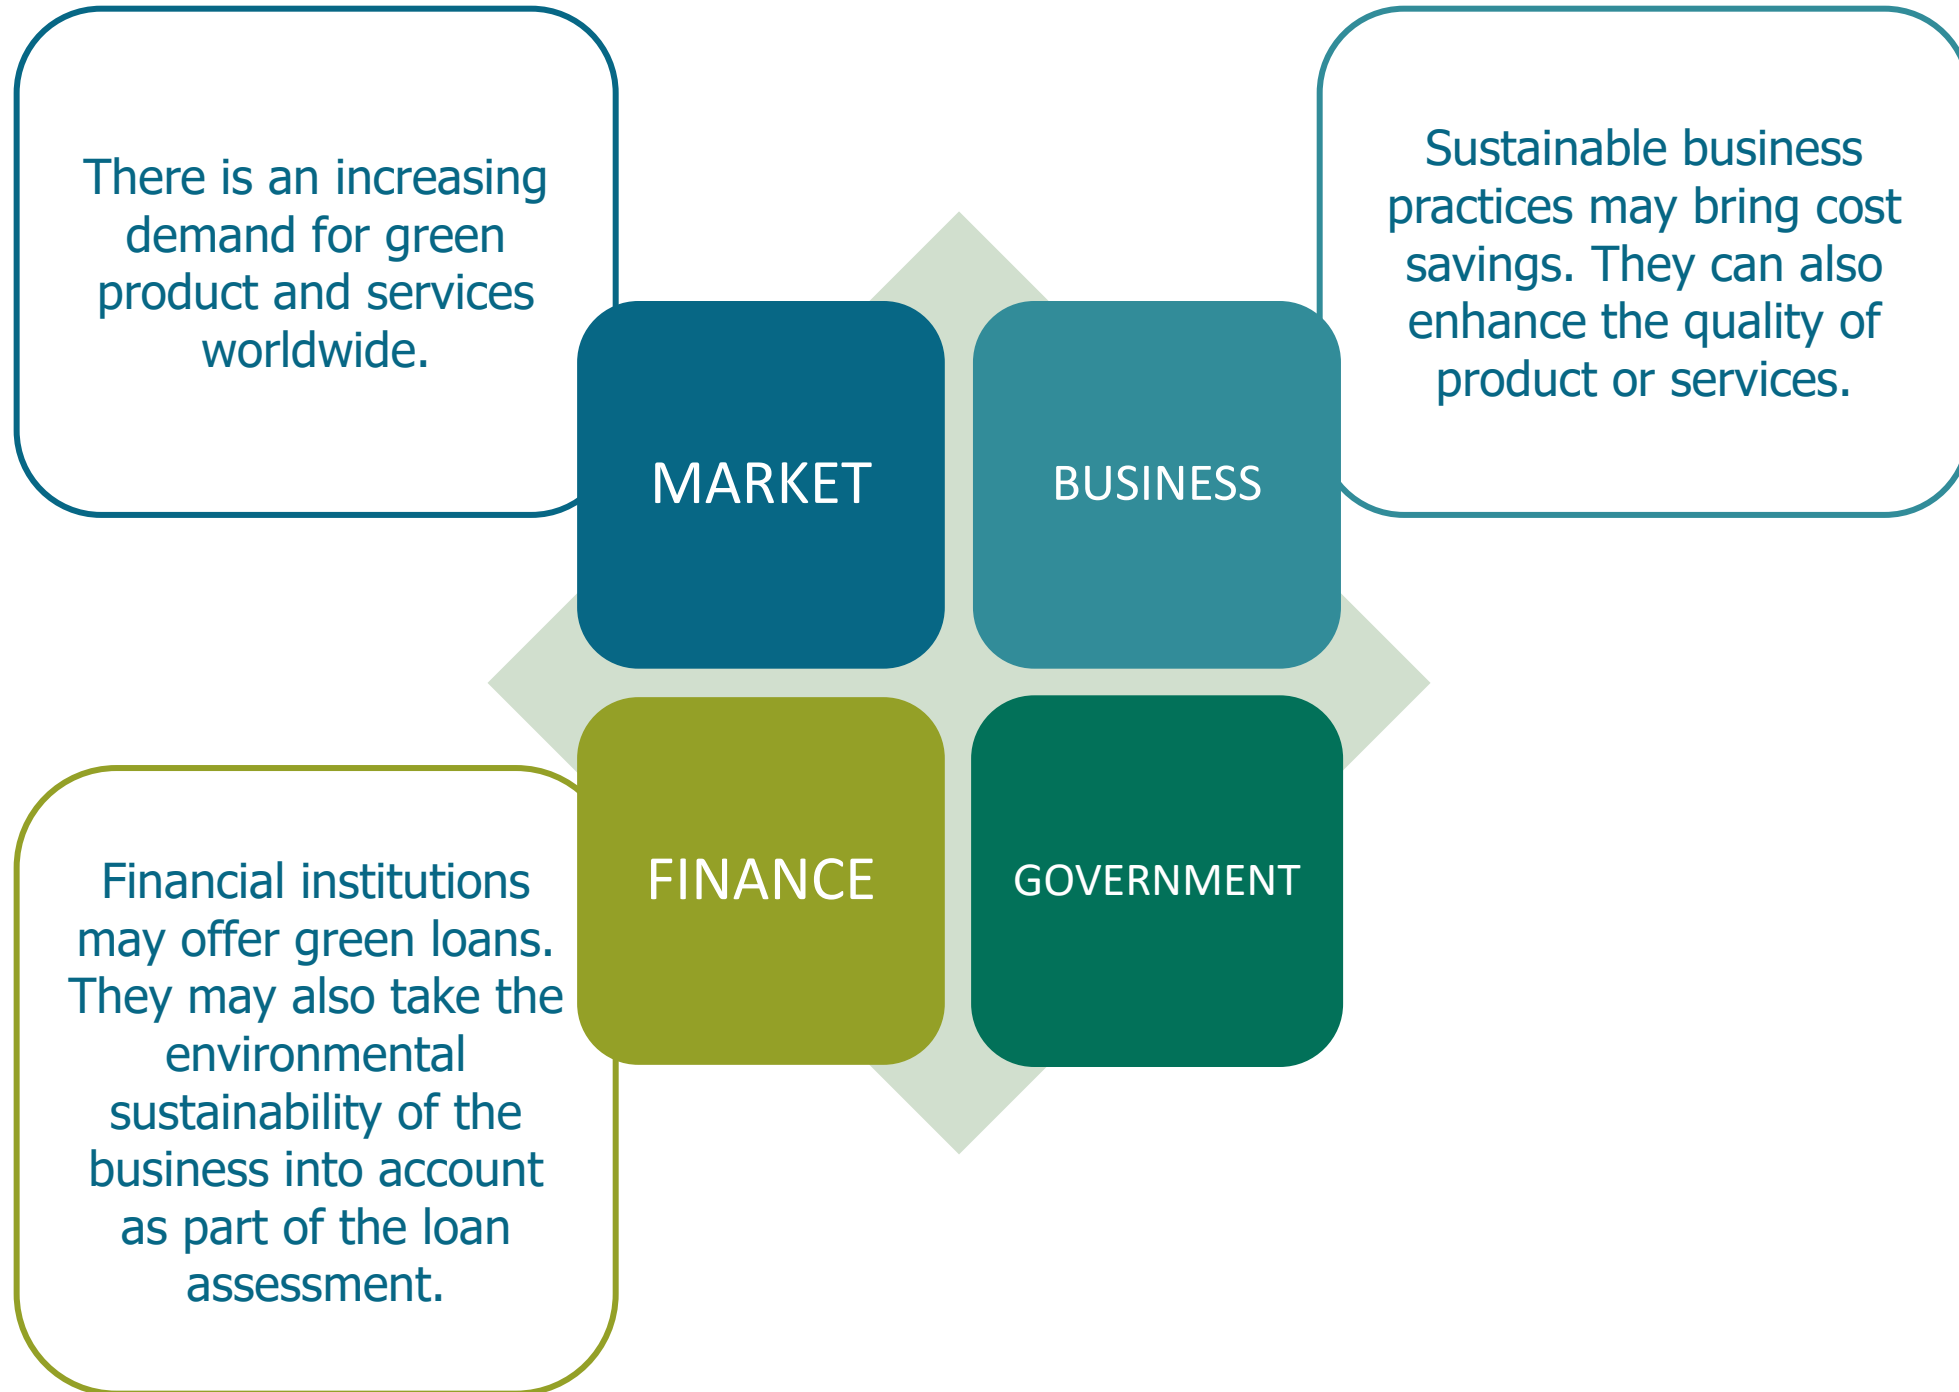 There is an increasing
demand for green
product and services
worldwide.
Sustainable business
practices may bring cost
savings. They can also
enhance the quality of
product or services.
MARKET
BUSINESS
FINANCE
GOVERNMENT
Financial institutions
may offer green loans.
They may also take the
environmental
sustainability of the
business into account
as part of the loan
assessment.